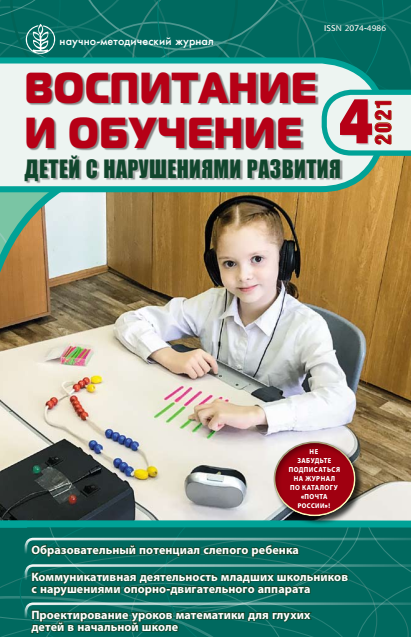 ISSN 2074-4986
научно-методический журнал
ВОСПИТАНИЕ
И ОБУЧЕНИЕ
ДЕТЕЙ С НАРУШЕНИЯМИ РАЗВИТИЯ
4
2021
НЕ
ЗАБУДЬТЕ
ПОДПИСАТЬСЯ
НА ЖУРНАЛ
ПО КАТАЛОГУ
«ПОЧТА
РОССИИ»!
Образовательный потенциал слепого ребенка
Коммуникативная деятельность младших школьников
с нарушениями опорно-двигательного аппарата
Проектирование уроков математики для глухих
детей в начальной школе